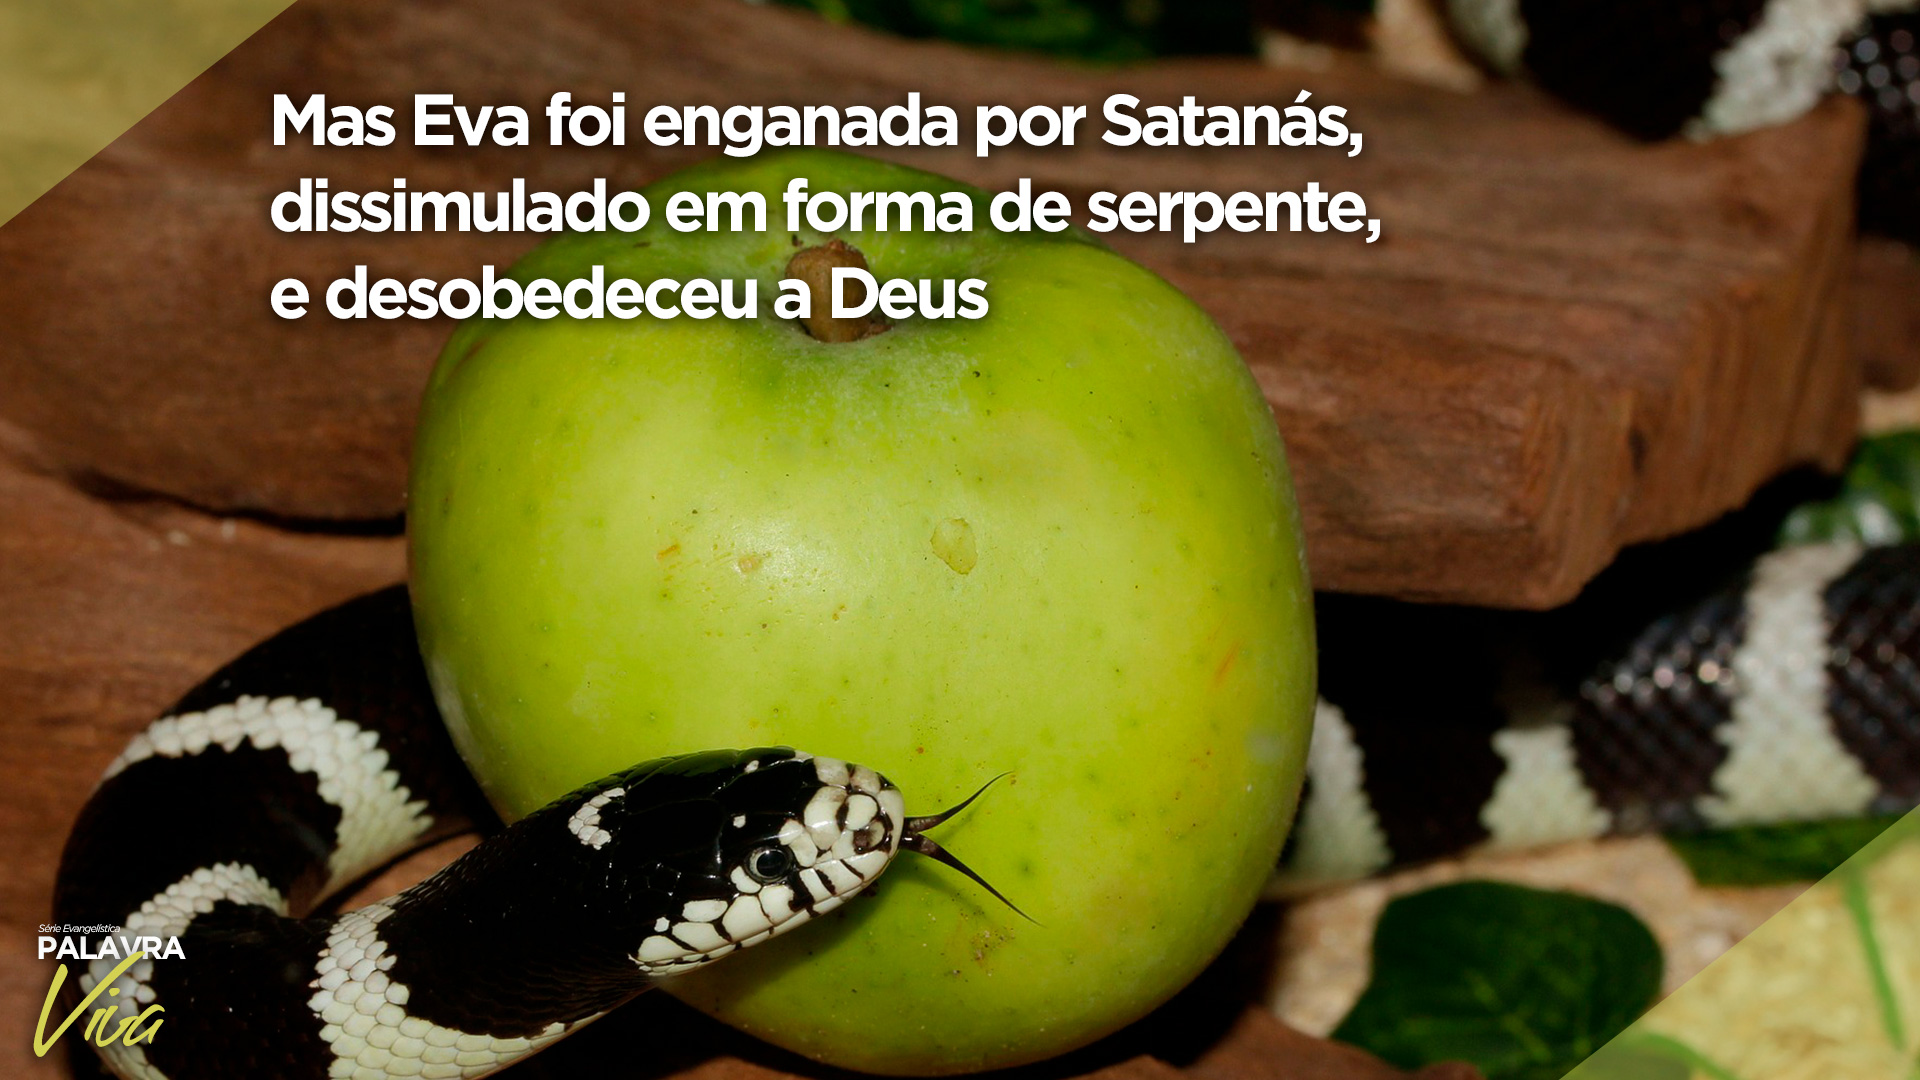 Mas Eva foi enganada por Satanás,
dissimulado em forma de serpente,
e desobedeceu a Deus
Série Evangelística
PALAVRA
Viva